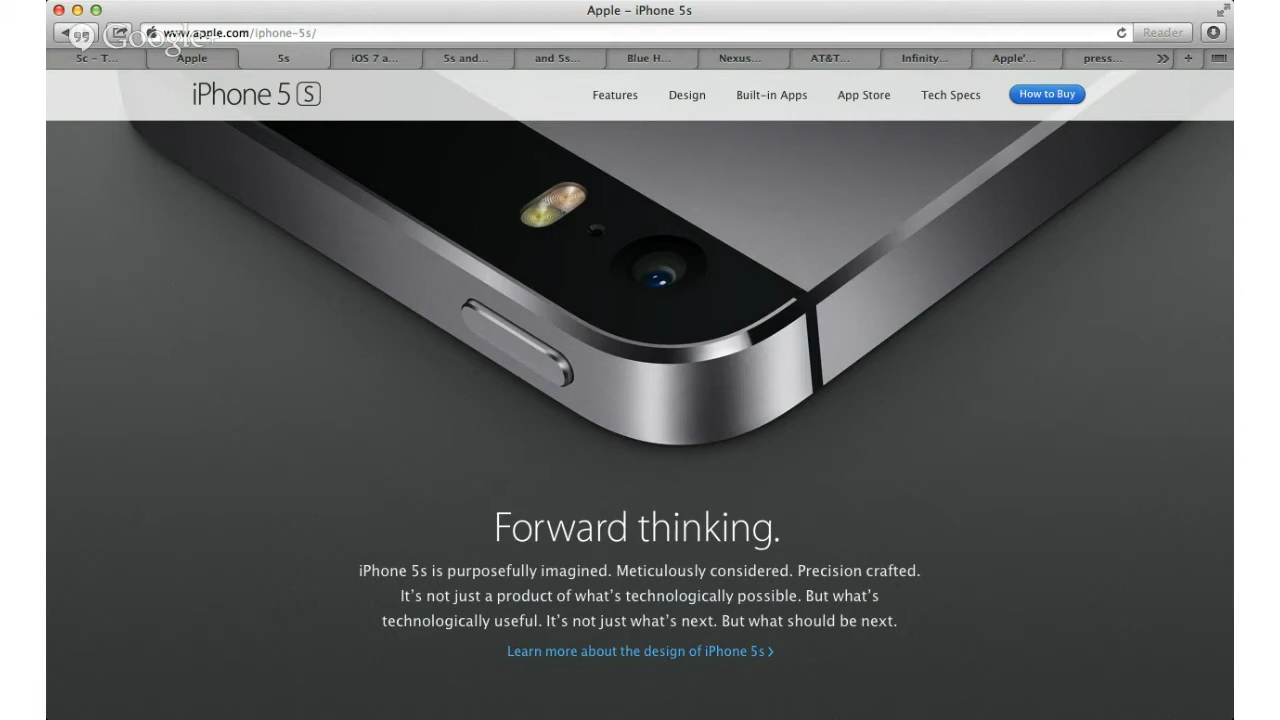 Apple – iPhone 5s
Google+
www.apple.com/iphone-5s/
Reader
5c – T...
Apple
5s
iOS 7 a...
5s and...
and 5s...
Blue H...
Nexus...
AT&T...
Infinity...
Apple'...
press...
iPhone 5 S
Features
Design
Built-in Apps
App Store
Tech Specs
How to Buy
Forward thinking.
iPhone 5s is purposefully imagined. Meticulously considered. Precision crafted.
It's not just a product of what's technologically possible. But what's
technologically useful. It's not just what's next. But what should be next.
Learn more about the design of iPhone 5s